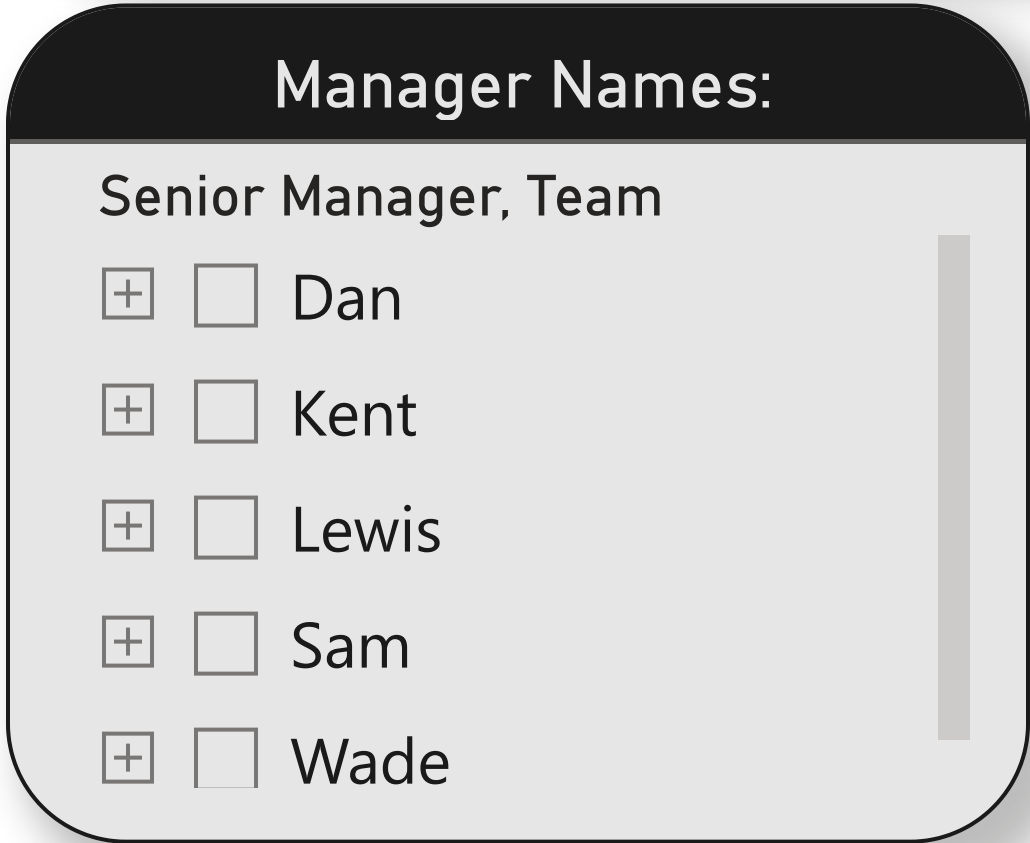 Manager Names:
Senior Manager, Team
Dan
Kent
Lewis
Sam
Wade